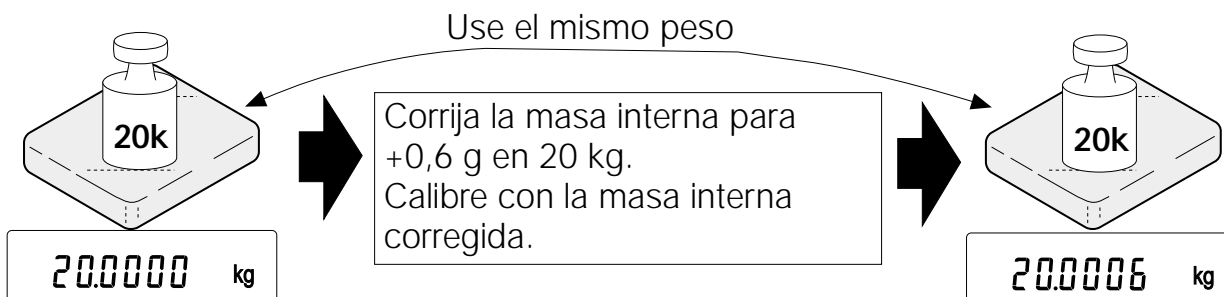 Use el mismo peso
20k
Corrija la masa interna para
+0,6 g en 20 kg.
Calibre con la masa interna
corregida.
20k
20.0000 kg
20.0006 kg